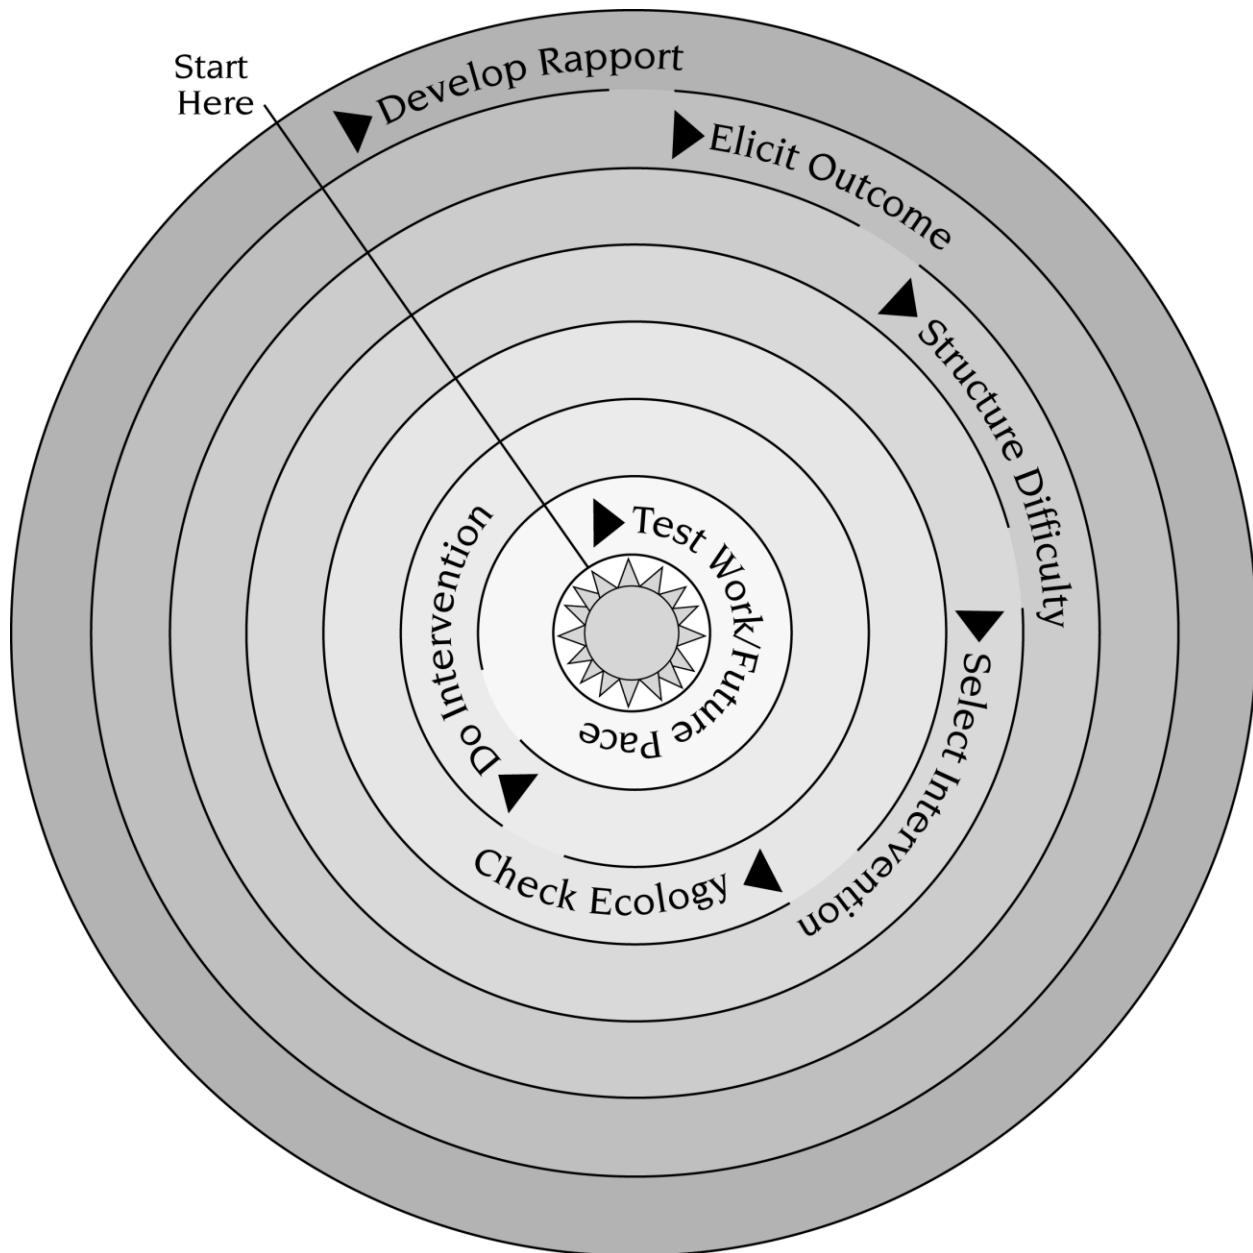 Start
Here
Develop Rapport
Elicit Outcome
Structure Difficulty
Select Intervention
Check Ecology
Do Intervention
Test Work/Future Pace